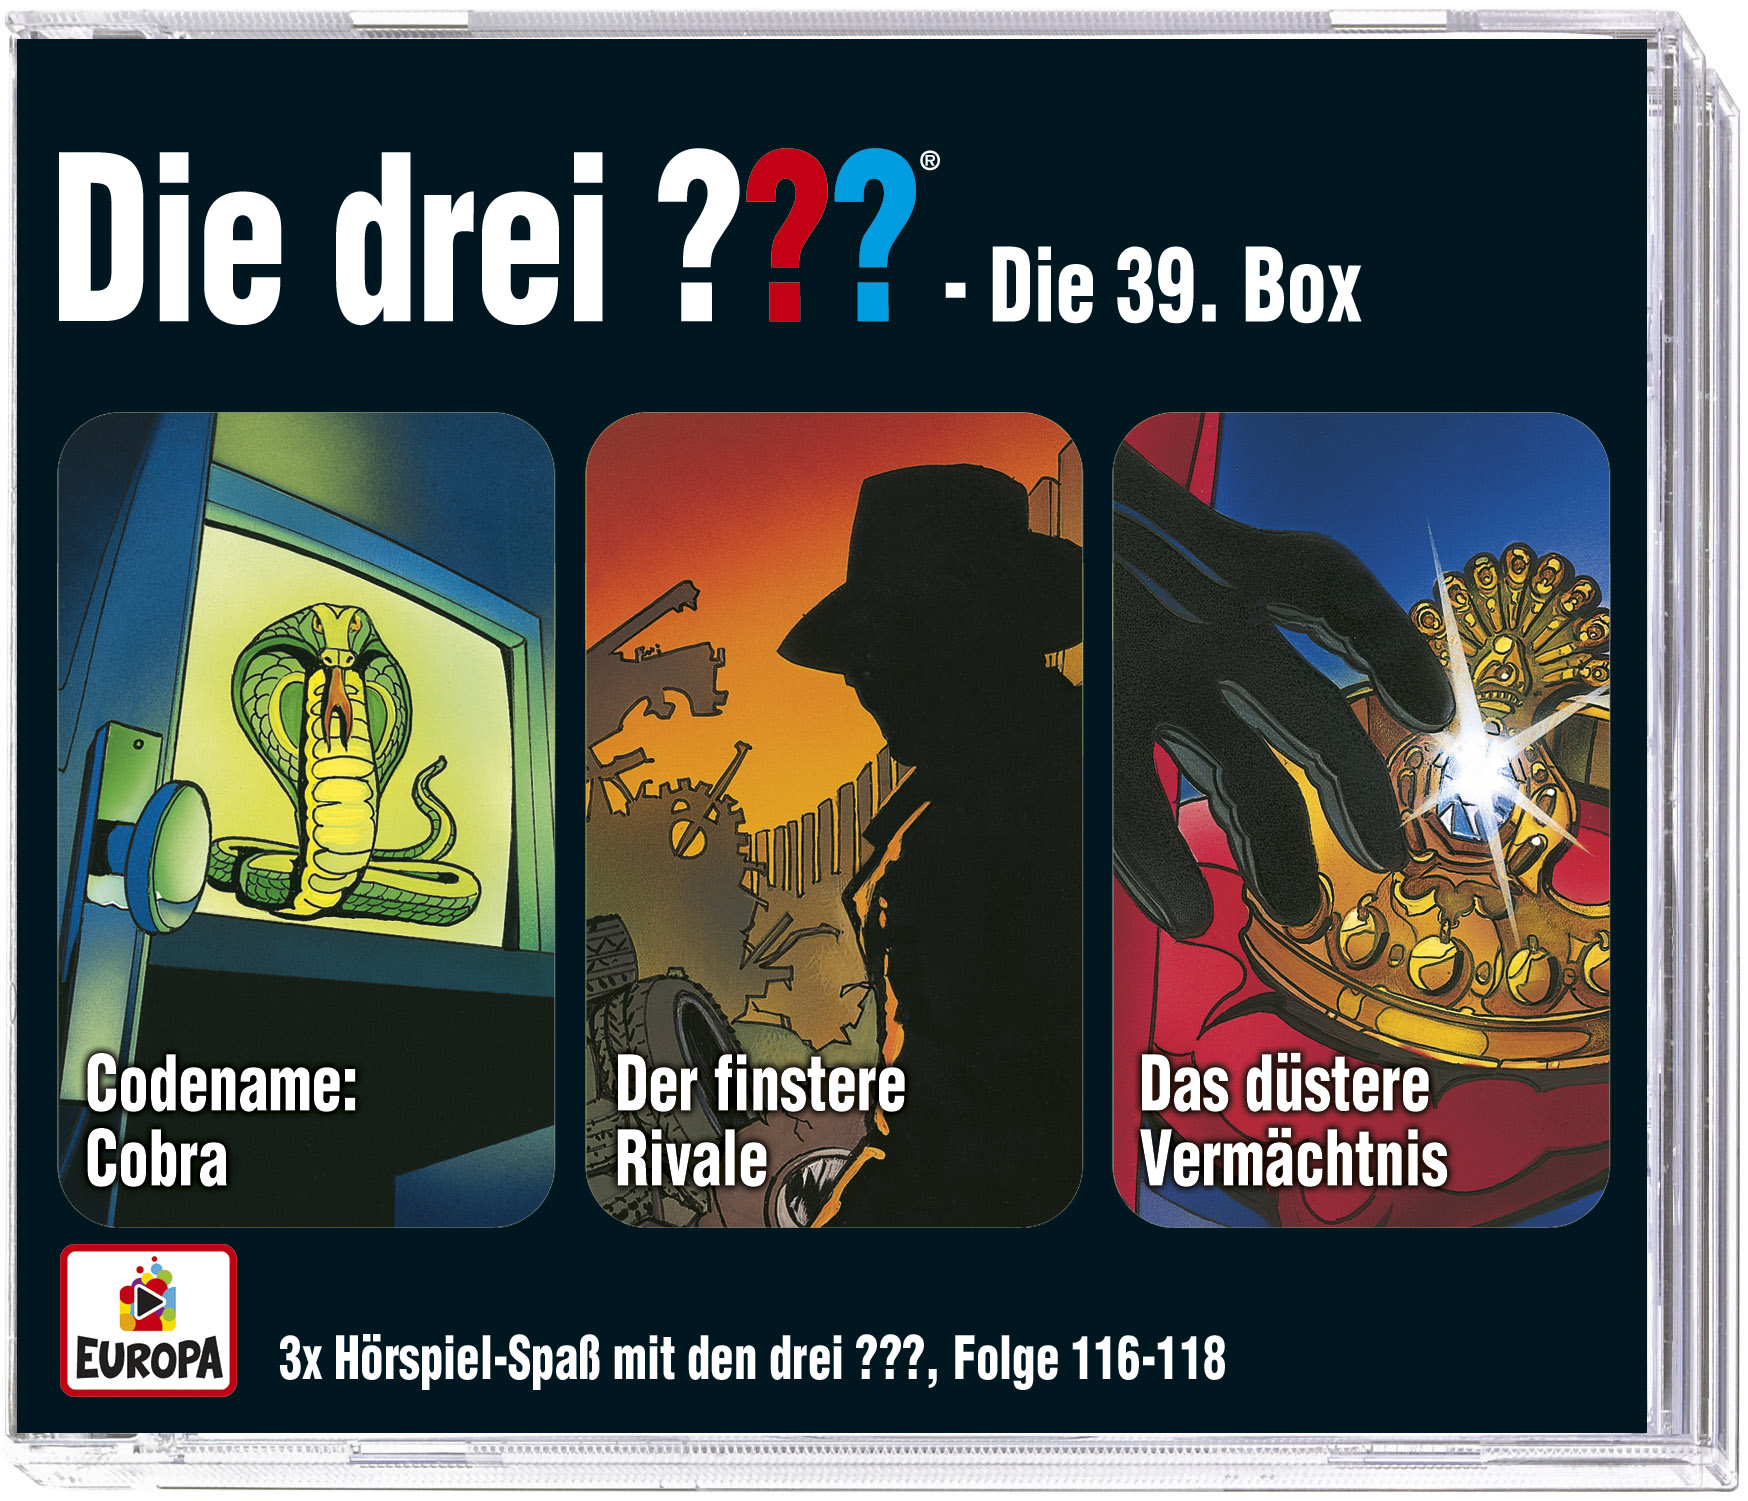 Die drei ???® - Die 39. Box
Codename:
Cobra
Der finstere
Rivale
Das düstere
Vermächtnis
EUROPA
3x Hörspiel-Spaß mit den drei ???, Folge 116-118